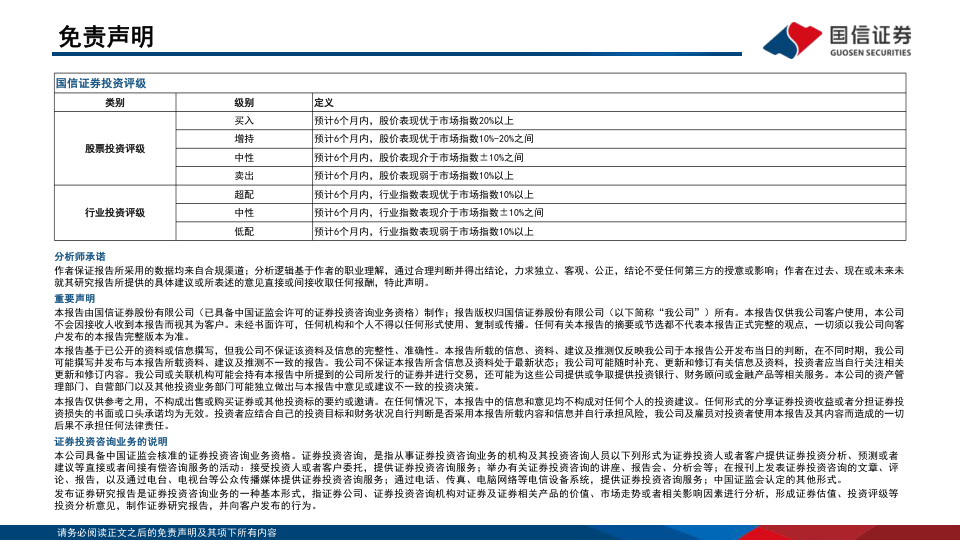 免责声明
国信证券
GUOSEN SECURITIES
国信证券投资评级
类别 级别 定义
股票投资评级
买入 预计6个月内，股价表现优于市场指数20%以上
增持 预计6个月内，股价表现优于市场指数10%-20%之间
中性 预计6个月内，股价表现介于市场指数±10%之间
卖出 预计6个月内，股价表现弱于市场指数10%以上
行业投资评级
超配 预计6个月内，行业指数表现优于市场指数10%以上
中性 预计6个月内，行业指数表现介于市场指数±10%之间
低配 预计6个月内，行业指数表现弱于市场指数10%以上
分析师承诺
作者保证报告所采用的数据均来自合规渠道；分析逻辑基于作者的职业理解，通过合理判断并得出结论，力求独立、客观、公正，结论不受任何第三方的授意或影响；作者在过去、现在或未来未
就其研究报告所提供的具体建议或所表述的意见直接或间接收取任何报酬，特此声明。
重要声明
本报告由国信证券股份有限公司（已具备中国证监会许可的证券投资咨询业务资格）制作；报告版权归国信证券股份有限公司（以下简称“我公司”）所有。本报告仅供我公司客户使用，本公司
不会因接收人收到本报告而视其为客户。未经书面许可，任何机构和个人不得以任何形式使用、复制或传播。任何有关本报告的摘要或节选都不代表本报告正式完整的观点，一切须以我公司向客
户发布的本报告完整版本为准。
本报告基于已公开的资料或信息撰写，但我公司不保证该资料及信息的完整性、准确性。本报告所载的信息、资料、建议及推测仅反映我公司于本报告公开发布当日的判断，在不同时期，我公司
可能撰写并发布与本报告所载资料、建议及推测不一致的报告。我公司不保证本报告所含信息及资料处于最新状态；我公司可能随时补充、更新和修订有关信息及资料，投资者应当自行关注相关
更新和修订内容。我公司或关联机构可能会持有本报告中所提到的公司所发行的证券并进行交易，还可能为这些公司提供或争取提供投资银行、财务顾问或金融产品等相关服务。本公司的资产管
理部门、自营部门以及其他投资业务部门可能独立做出与本报告中意见或建议不一致的投资决策。
本报告仅供参考之用，不构成出售或购买证券或其他投资标的要约或邀请。在任何情况下，本报告中的信息和意见均不构成对任何个人的投资建议。任何形式的分享证券投资收益或者分担证券投
资损失的书面或口头承诺均为无效。投资者应结合自己的投资目标和财务状况自行判断是否采用本报告所载内容和信息并自行承担风险，我公司及雇员对投资者使用本报告及其内容而造成的一切
后果不承担任何法律责任。
证券投资咨询业务的说明
本公司具备中国证监会核准的证券投资咨询业务资格。证券投资咨询，是指从事证券投资咨询业务的机构及其投资咨询人员以下列形式为证券投资人或者客户提供证券投资分析、预测或者
建议等直接或者间接有偿咨询服务的活动：接受投资人或者客户委托，提供证券投资咨询服务；举办有关证券投资咨询的讲座、报告会、分析会等；在报刊上发表证券投资咨询的文章、评
论、报告，以及通过电台、电视台等公众传播媒体提供证券投资咨询服务；通过电话、传真、电脑网络等电信设备系统，提供证券投资咨询服务；中国证监会认定的其他形式。
发布证券研究报告是证券投资咨询业务的一种基本形式，指证券公司、证券投资咨询机构对证券及证券相关产品的价值、市场走势或者相关影响因素进行分析，形成证券估值、投资评级等
投资分析意见，制作证券研究报告，并向客户发布的行为。
请务必阅读正文之后的免责声明及其项下所有内容